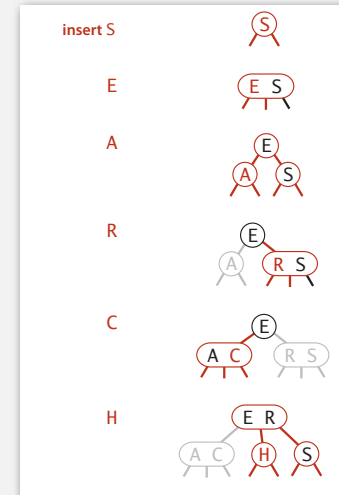 insert S S
E E S
A E
A S
R E
A R S
C E
A C R S
H E R
A C H S